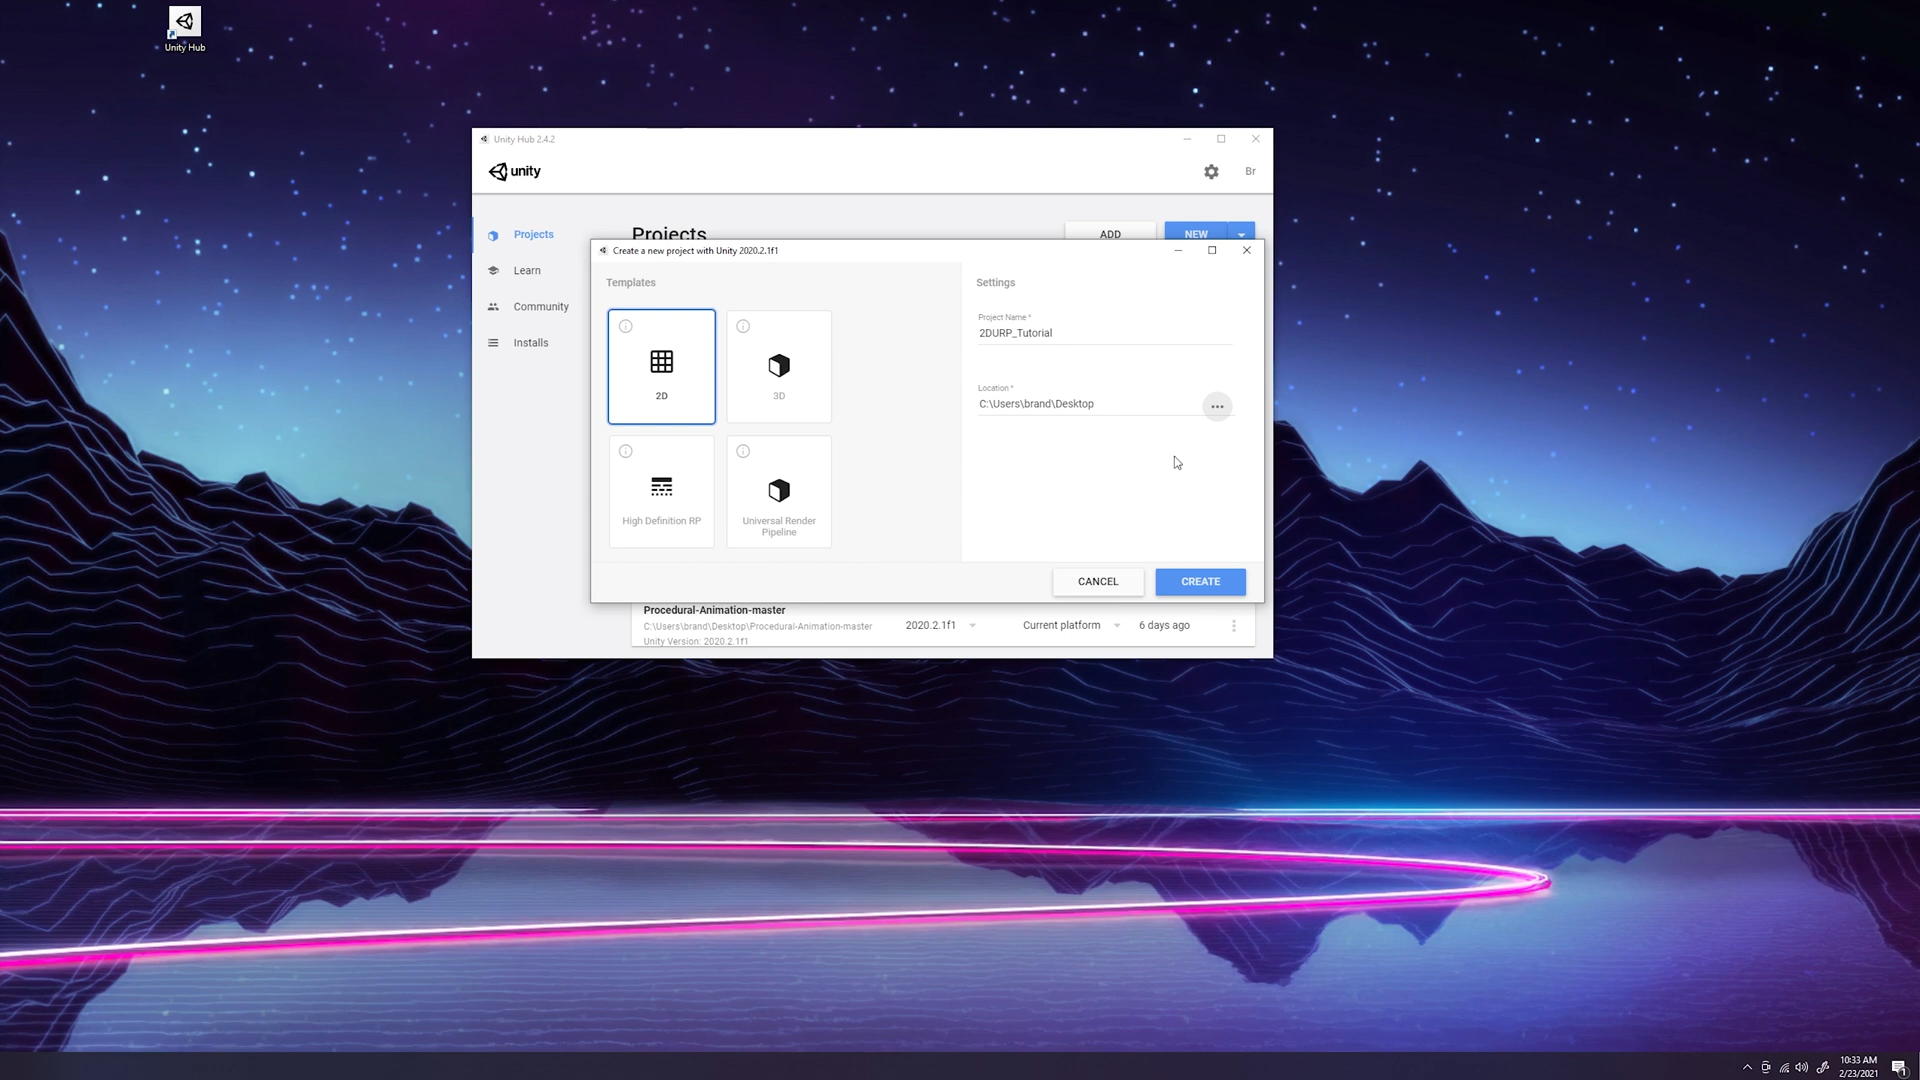 Unity Hub
Unity Hub 2.4.2
unity
Br
Projects
Learn
Community
Installs
Projects
ADD
NEW
Create a new project with Unity 2020.2.1f1
Templates
2D
3D
High Definition RP
Universal Render
Pipeline
Settings
Project Name *
2DURP_Tutorial
Location *
C:\Users\brand\Desktop
...
CANCEL
CREATE
Procedural-Animation-master
C:\Users\brand\Desktop\Procedural-Animation-master
Unity Version: 2020.2.1f1
2020.2.1f1
Current platform
6 days ago
10:33 AM
2/23/2021
1